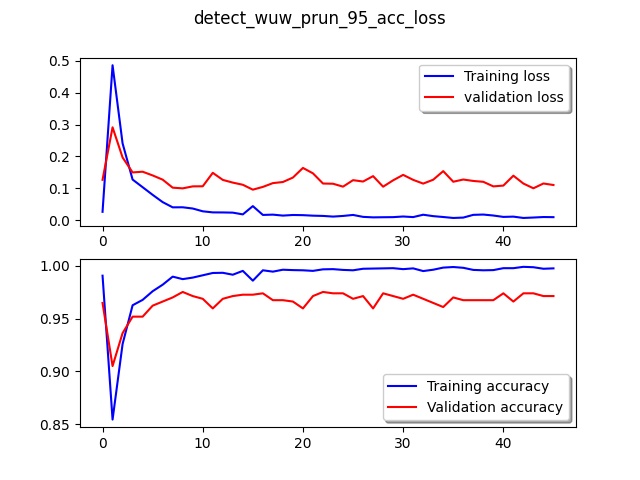 detect_wuw_prun_95_acc_loss
0.5
0.4
0.3
0.2
0.1
0.0
Training loss
validation loss
0 10 20 30 40
1.00
0.95
0.90
0.85
Training accuracy
Validation accuracy
0 10 20 30 40